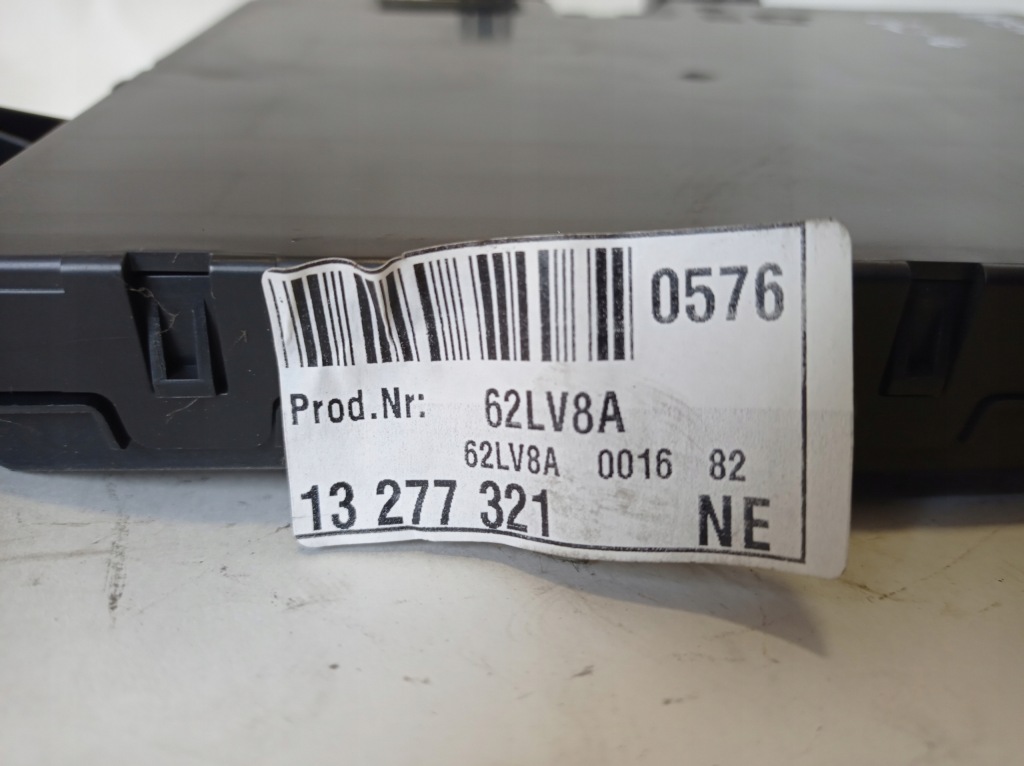 0576
Prod.Nr: 62LV8A
62LV8A 0016 82
13 277 321 NE